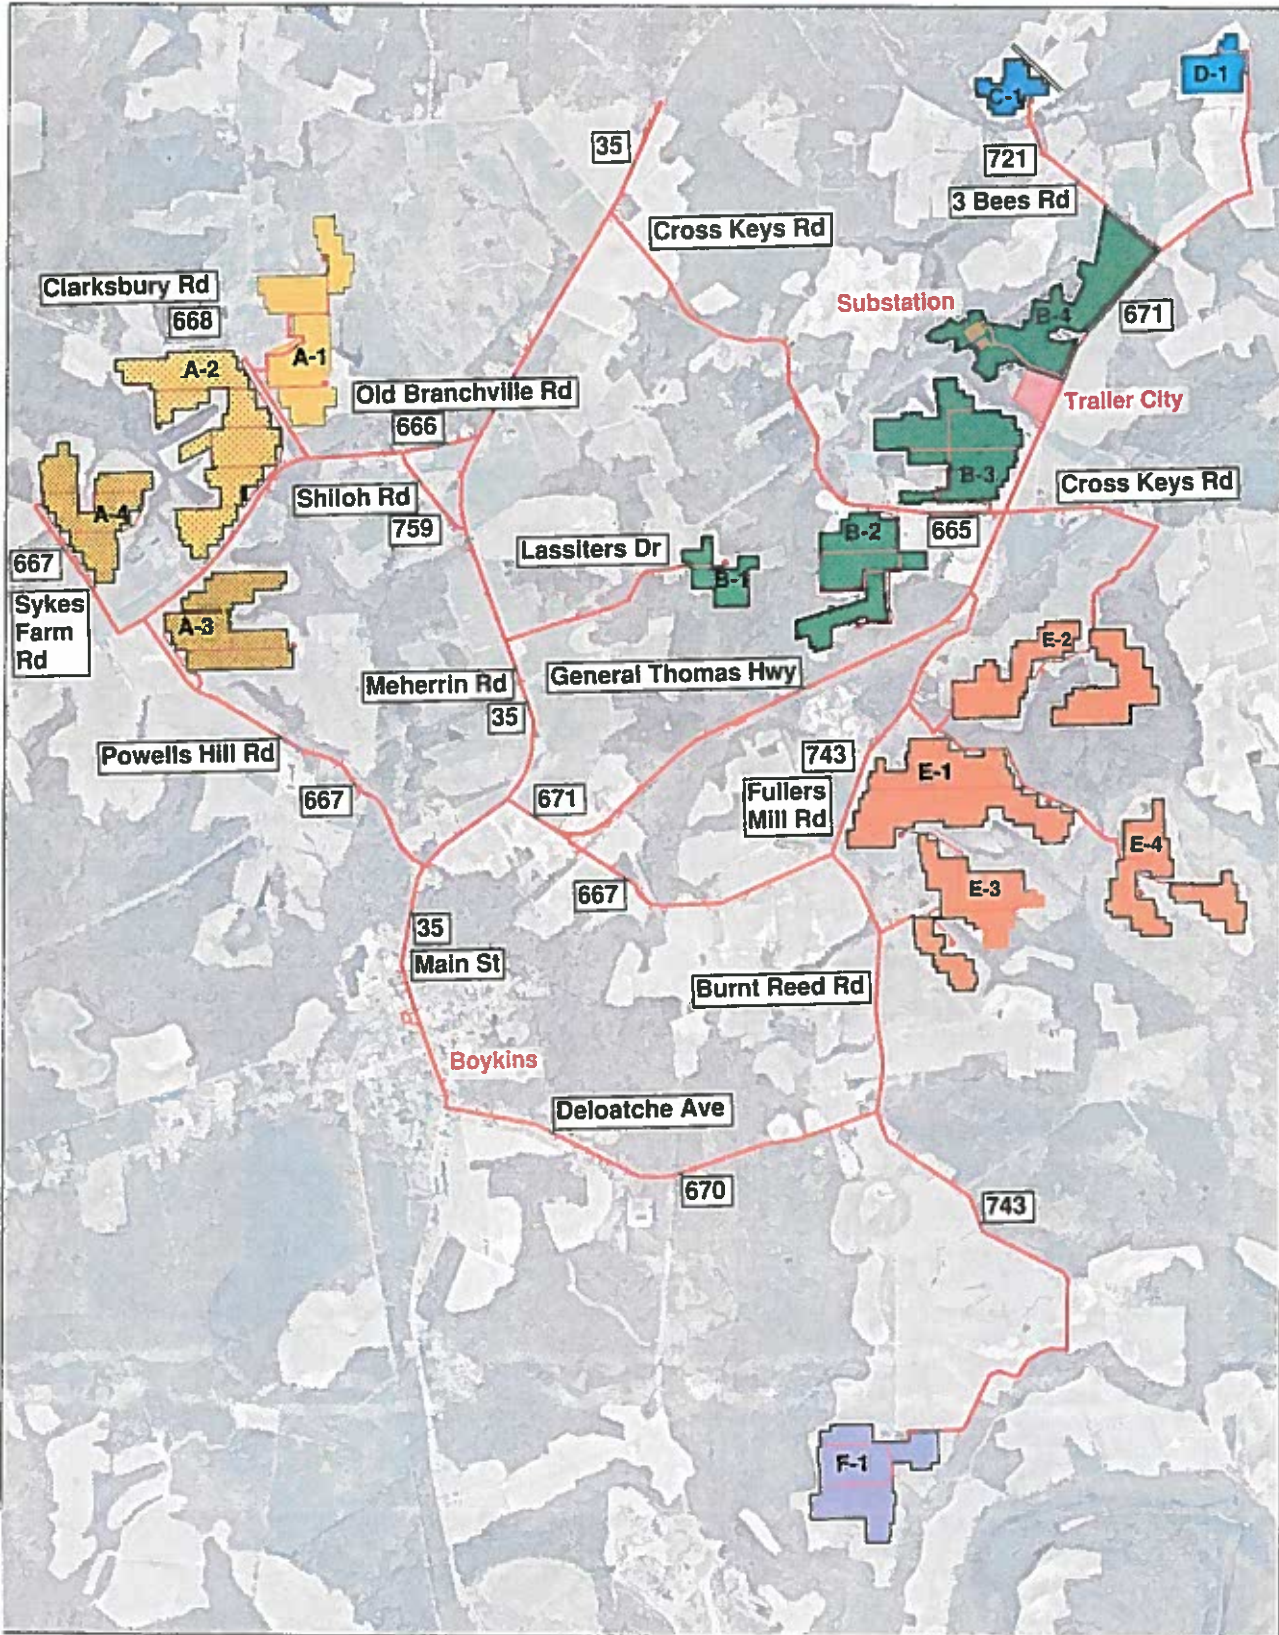 D-1
C-1
35
721
3 Bees Rd
Cross Keys Rd
Clarksbury Rd
668
Substation
B-4
671
A-1
A-2
Old Branchville Rd
666
Trailer City
B-3
Cross Keys Rd
Shiloh Rd
759
A-4
667
Sykes
Farm
Rd
Lassiters Dr
B-1
B-2
665
A-3
E-2
Meherrin Rd
35
General Thomas Hwy
Powells Hill Rd
667
671
743
Fullers
Mill Rd
E-1
E-4
667
E-3
35
Main St
Burnt Reed Rd
Boykins
Deloatche Ave
670
743
F-1